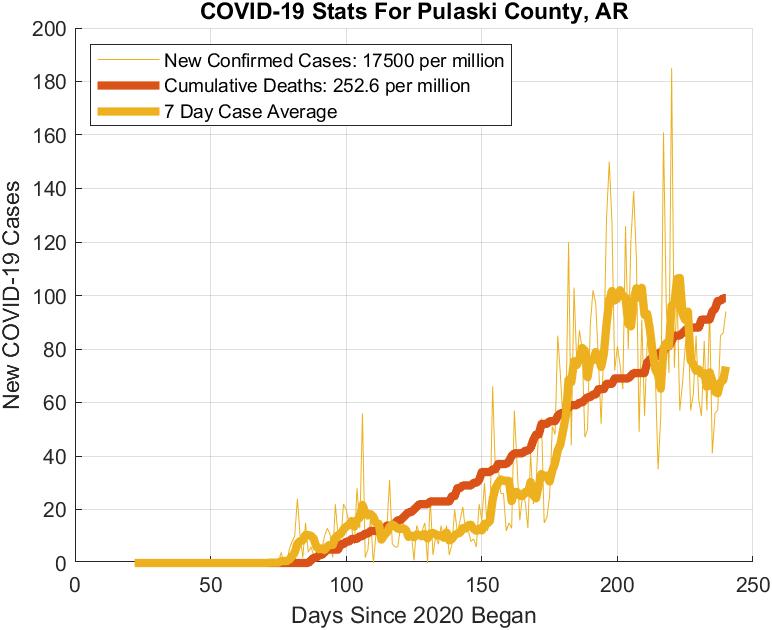 COVID-19 Stats For Pulaski County, AR
200
180
160
140
120
100
80
60
40
20
0
New COVID-19 Cases
New Confirmed Cases: 17500 per million
Cumulative Deaths: 252.6 per million
7 Day Case Average
0 50 100 150 200 250
Days Since 2020 Began